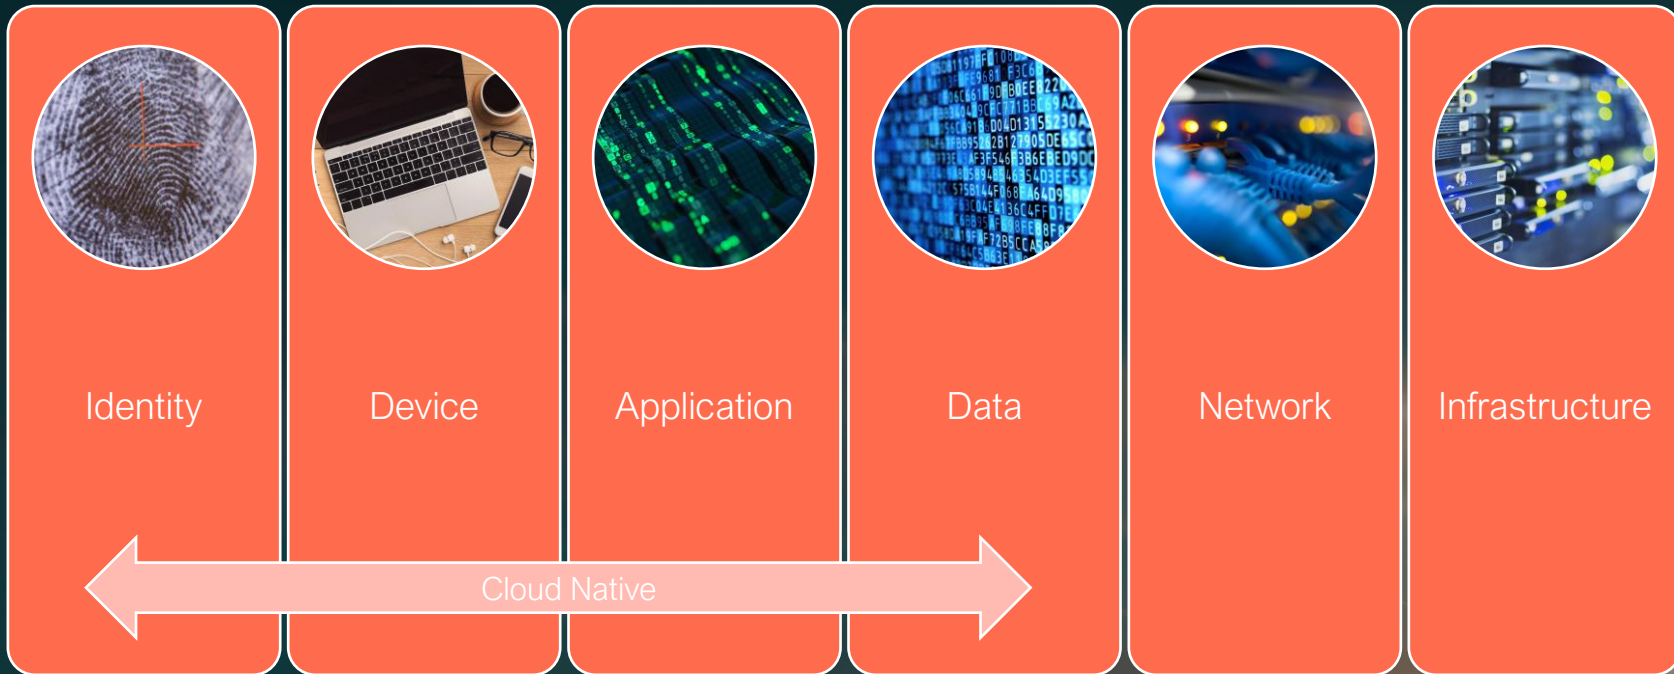 Identity
Device
Application
Data
Network
Infrastructure
Cloud Native